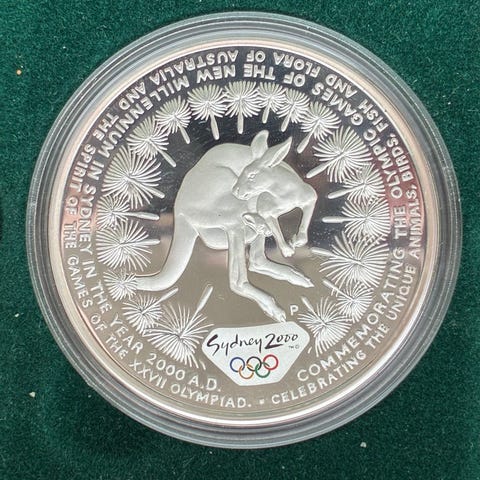 COMMEMORATING THE OLYMPIC GAMES OF THE NEW MILLENNIUM IN SYDNEY IN THE YEAR 2000 A.D.
• CELEBRATING THE UNIQUE ANIMALS, BIRDS, FISH AND FLORA OF AUSTRALIA AND THE SPIRIT OF THE GAMES OF THE XXVII OLYMPIAD.
P
Sydney 2000
TM ©